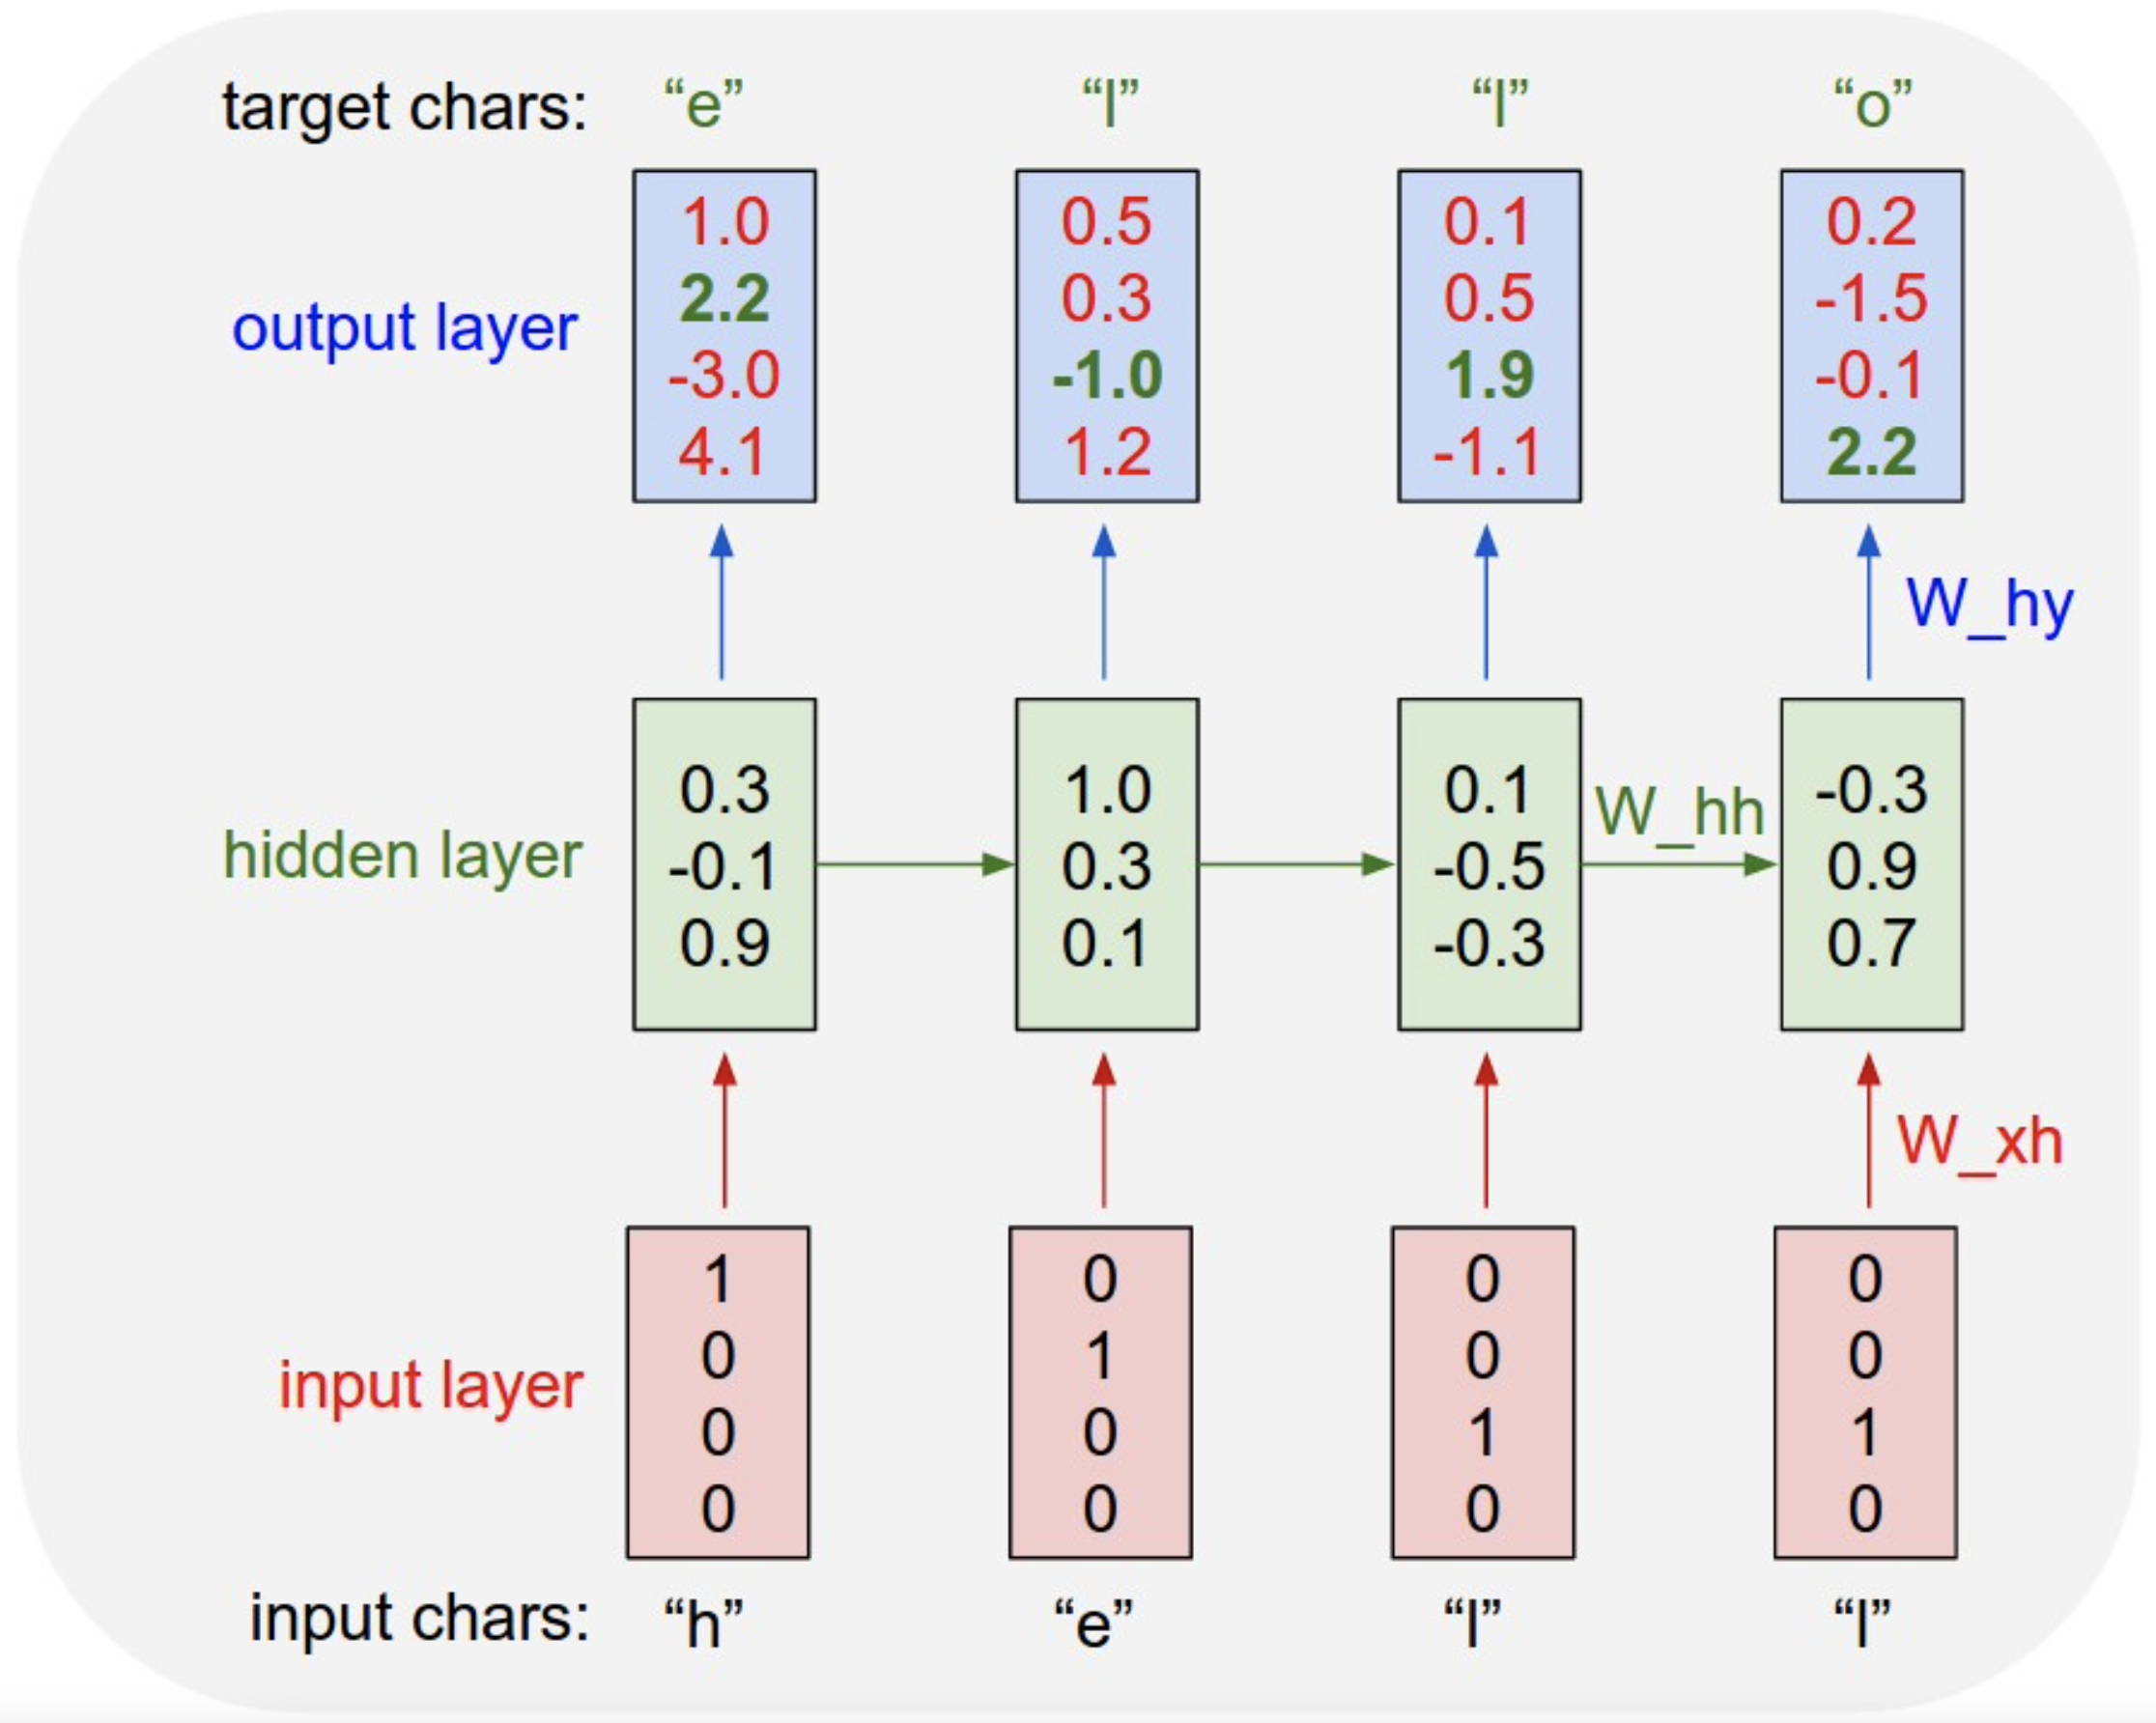 target chars: “e” “l” “l” “o”
1.0 0.5 0.1 0.2
2.2 0.3 0.5 -1.5
output layer
-3.0 -1.0 1.9 -0.1
4.1 1.2 -1.1 2.2
W_hy
0.3 1.0 0.1 W_hh -0.3
hidden layer -0.1 0.3 -0.5 0.9
0.9 0.1 -0.3 0.7
W_xh
1 0 0 0
0 1 0 0
input layer
0 0 1 1
0 0 0 0
input chars: “h” “e” “l” “l”